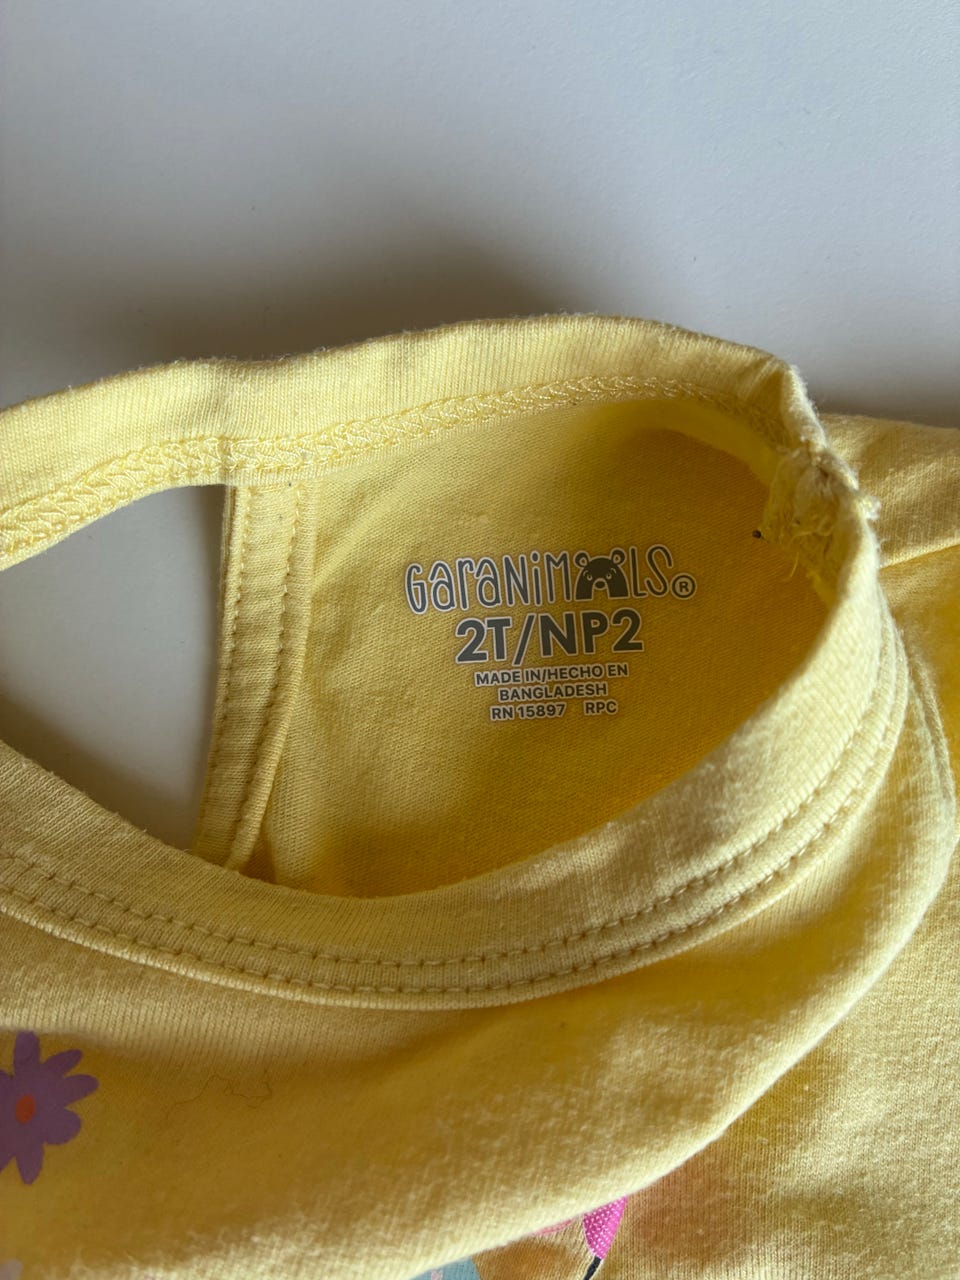 GaraNiMALS®
2T/NP2
MADE IN/HECHO EN
BANGLADESH
RN 15897 RPC